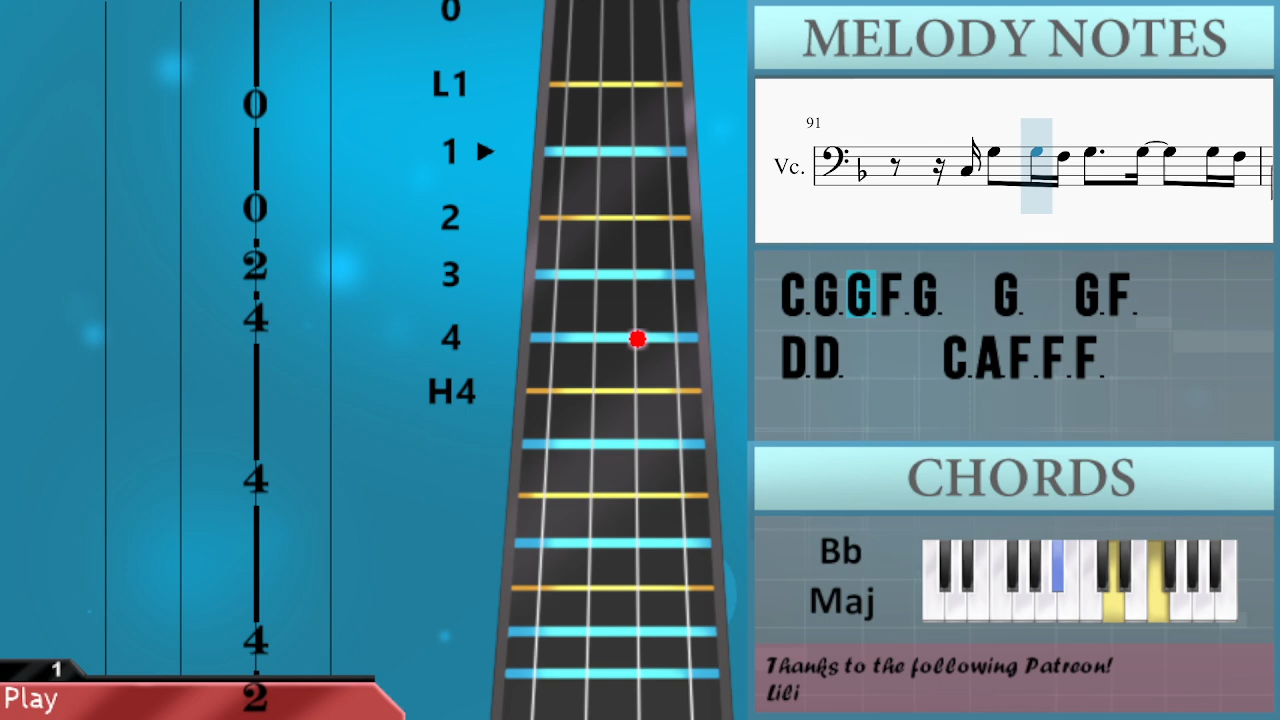 0
0
2
4
4
4
2
1
Play
0
L1
1
2
3
4
H4
MELODY NOTES
91
Vc.
C.G.G.F.G. G. G.F.
D.D. C.A.F.F.F.
CHORDS
Bb
Maj
Thanks to the following Patreon!
Lili